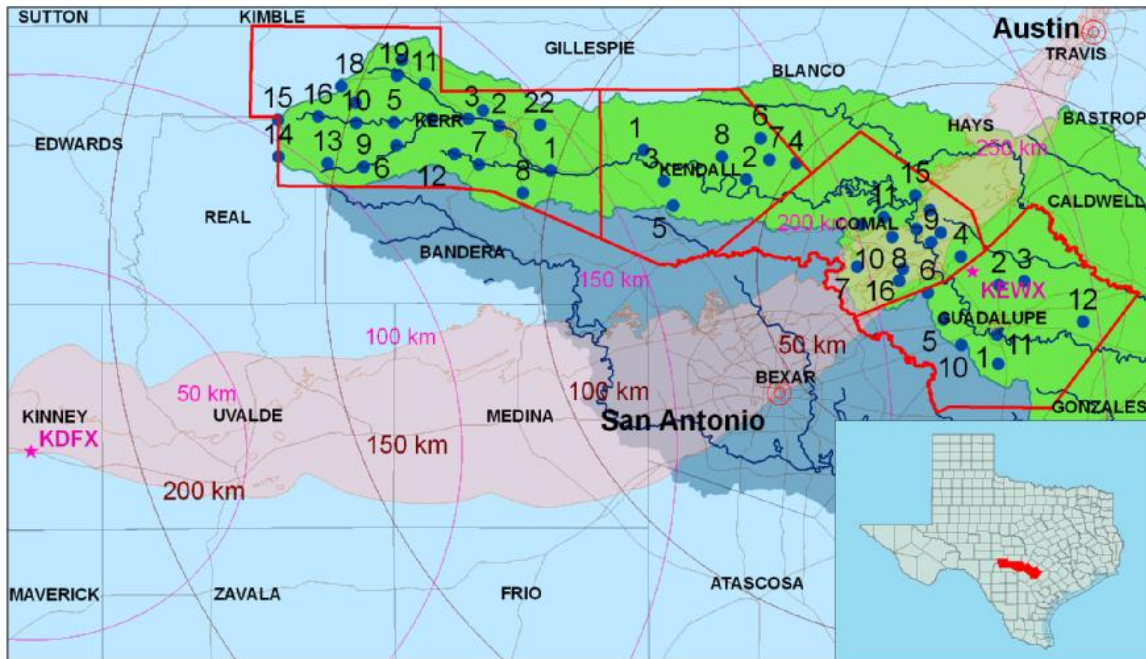 SUTTON
KIMBLE
Austin
TRAVIS
GILLESPIE
19
18
11
BLANCO
15
16
10
5
3
2
22
BASTROP
HAYS
KERR
1
6
EDWARDS
14
13
9
7
8
7
4
250 km
3
2
KENDALL
1
6
12
8
15
CALDWELL
REAL
5
200 km
11
COMAL
9
BANDERA
4
10
8
6
2
3
150 km
7
16
KEWX
12
GUADALUPE
100 km
50 km
5
11
10
1
50 km
100 km
BEXAR
KINNEY
UVALDE
MEDINA
San Antonio
GONZALES
KDFX
150 km
200 km
ATASCOSA
MAVERICK
ZAVALA
FRIO